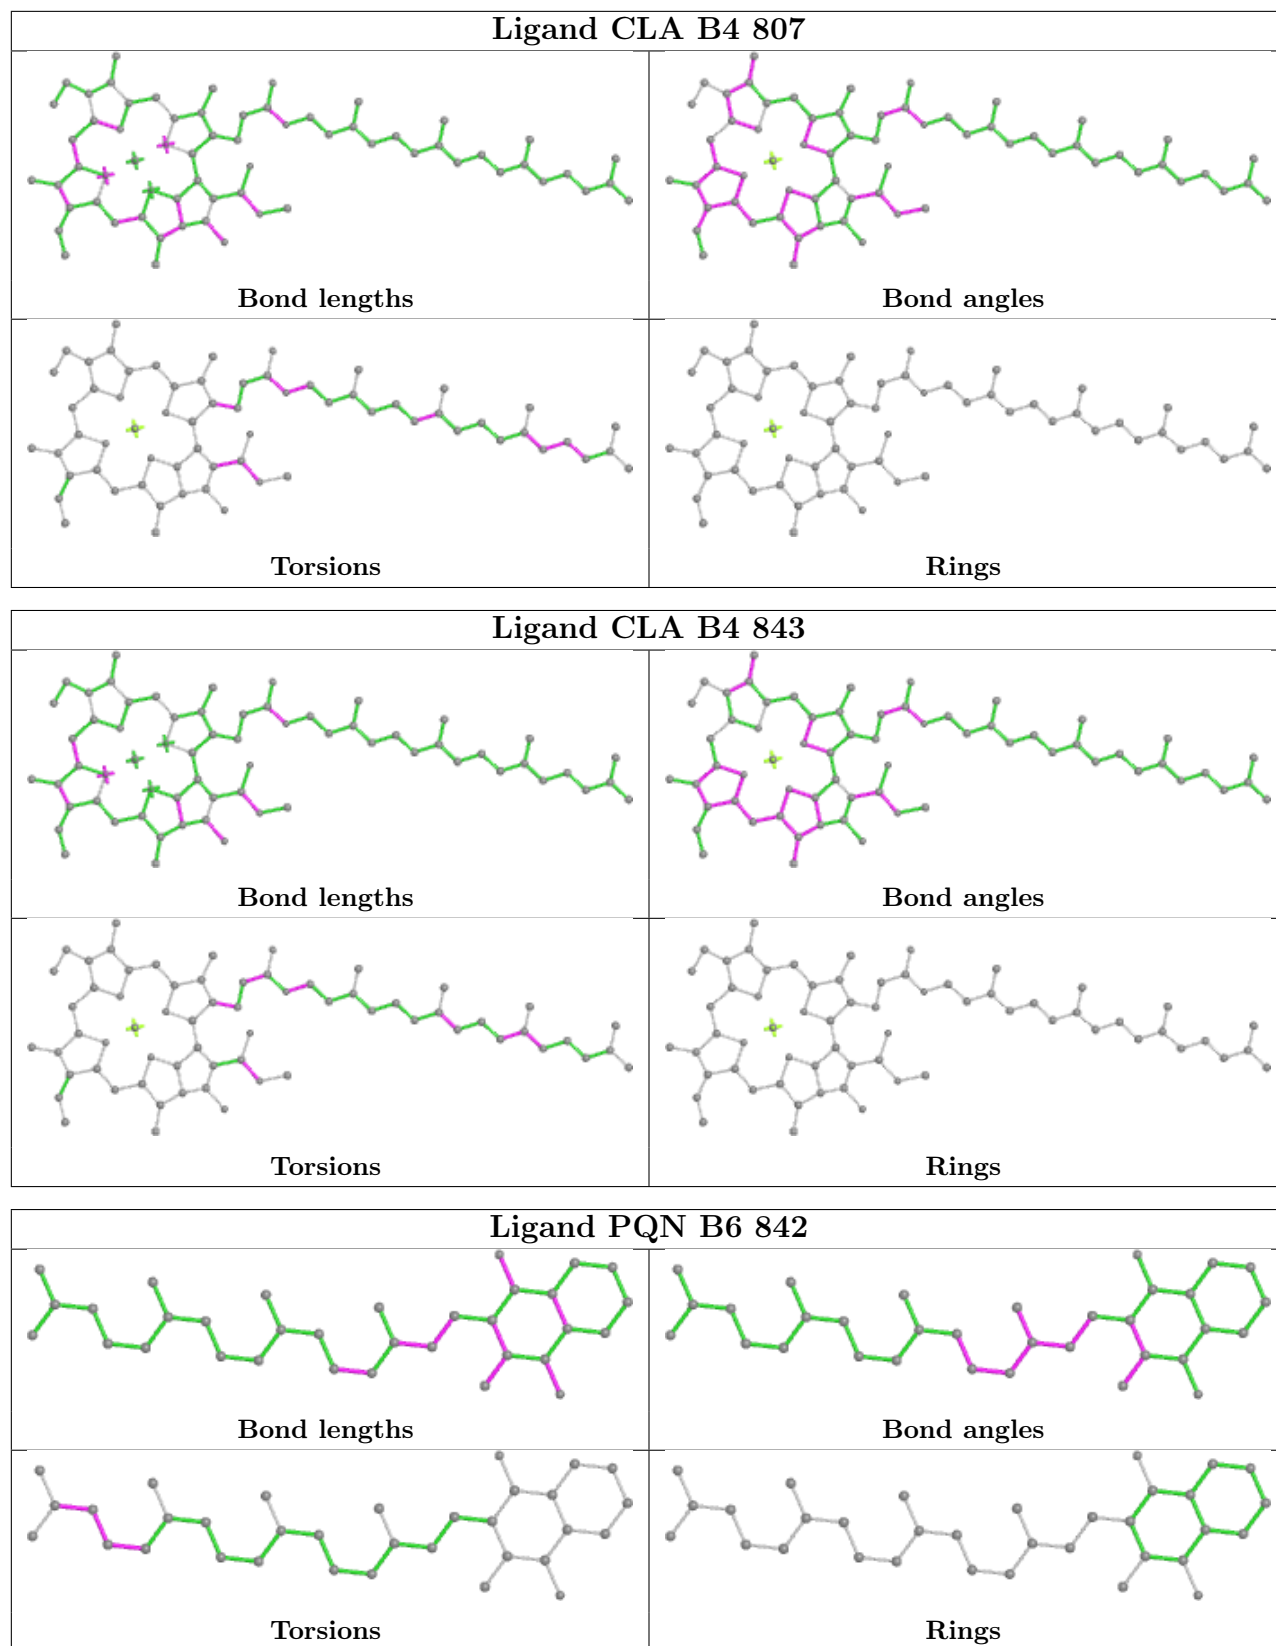 Ligand CLA B4 807
Bond lengths
Bond angles
Torsions
Rings
Ligand CLA B4 843
Bond lengths
Bond angles
Torsions
Rings
Ligand PQN B6 842
Bond lengths
Bond angles
Torsions
Rings